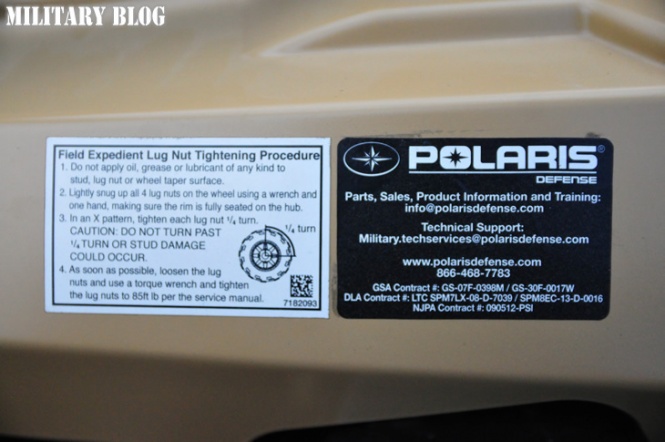 MILITARY BLOG
Field Expedient Lug Nut Tightening Procedure
1. Do not apply oil, grease or lubricant of any kind to
stud, lug nut or wheel taper surface.
2. Lightly snug up all 4 lug nuts on the wheel using a wrench and
one hand, making sure the rim is fully seated on the hub.
3. In an X pattern, tighten each lug nut ¼ turn.
CAUTION: DO NOT TURN PAST
¼ TURN OR STUD DAMAGE
COULD OCCUR.
¼ turn
4. As soon as possible, loosen the lug
nuts and use a torque wrench and tighten
the lug nuts to 85ft lb per the service manual.
7182093
POLARIS®
DEFENSE
Parts, Sales, Product Information and Training:
info@polarisdefense.com
Technical Support:
Military.techservices@polarisdefense.com
www.polarisdefense.com
866-468-7783
GSA Contract #: GS-07F-0398M / GS-30F-0017W
DLA Contract #: LTC SPM7LX-08-D-7039 / SPM8EC-13-D-0016
NJPA Contract #: 090512-PSI